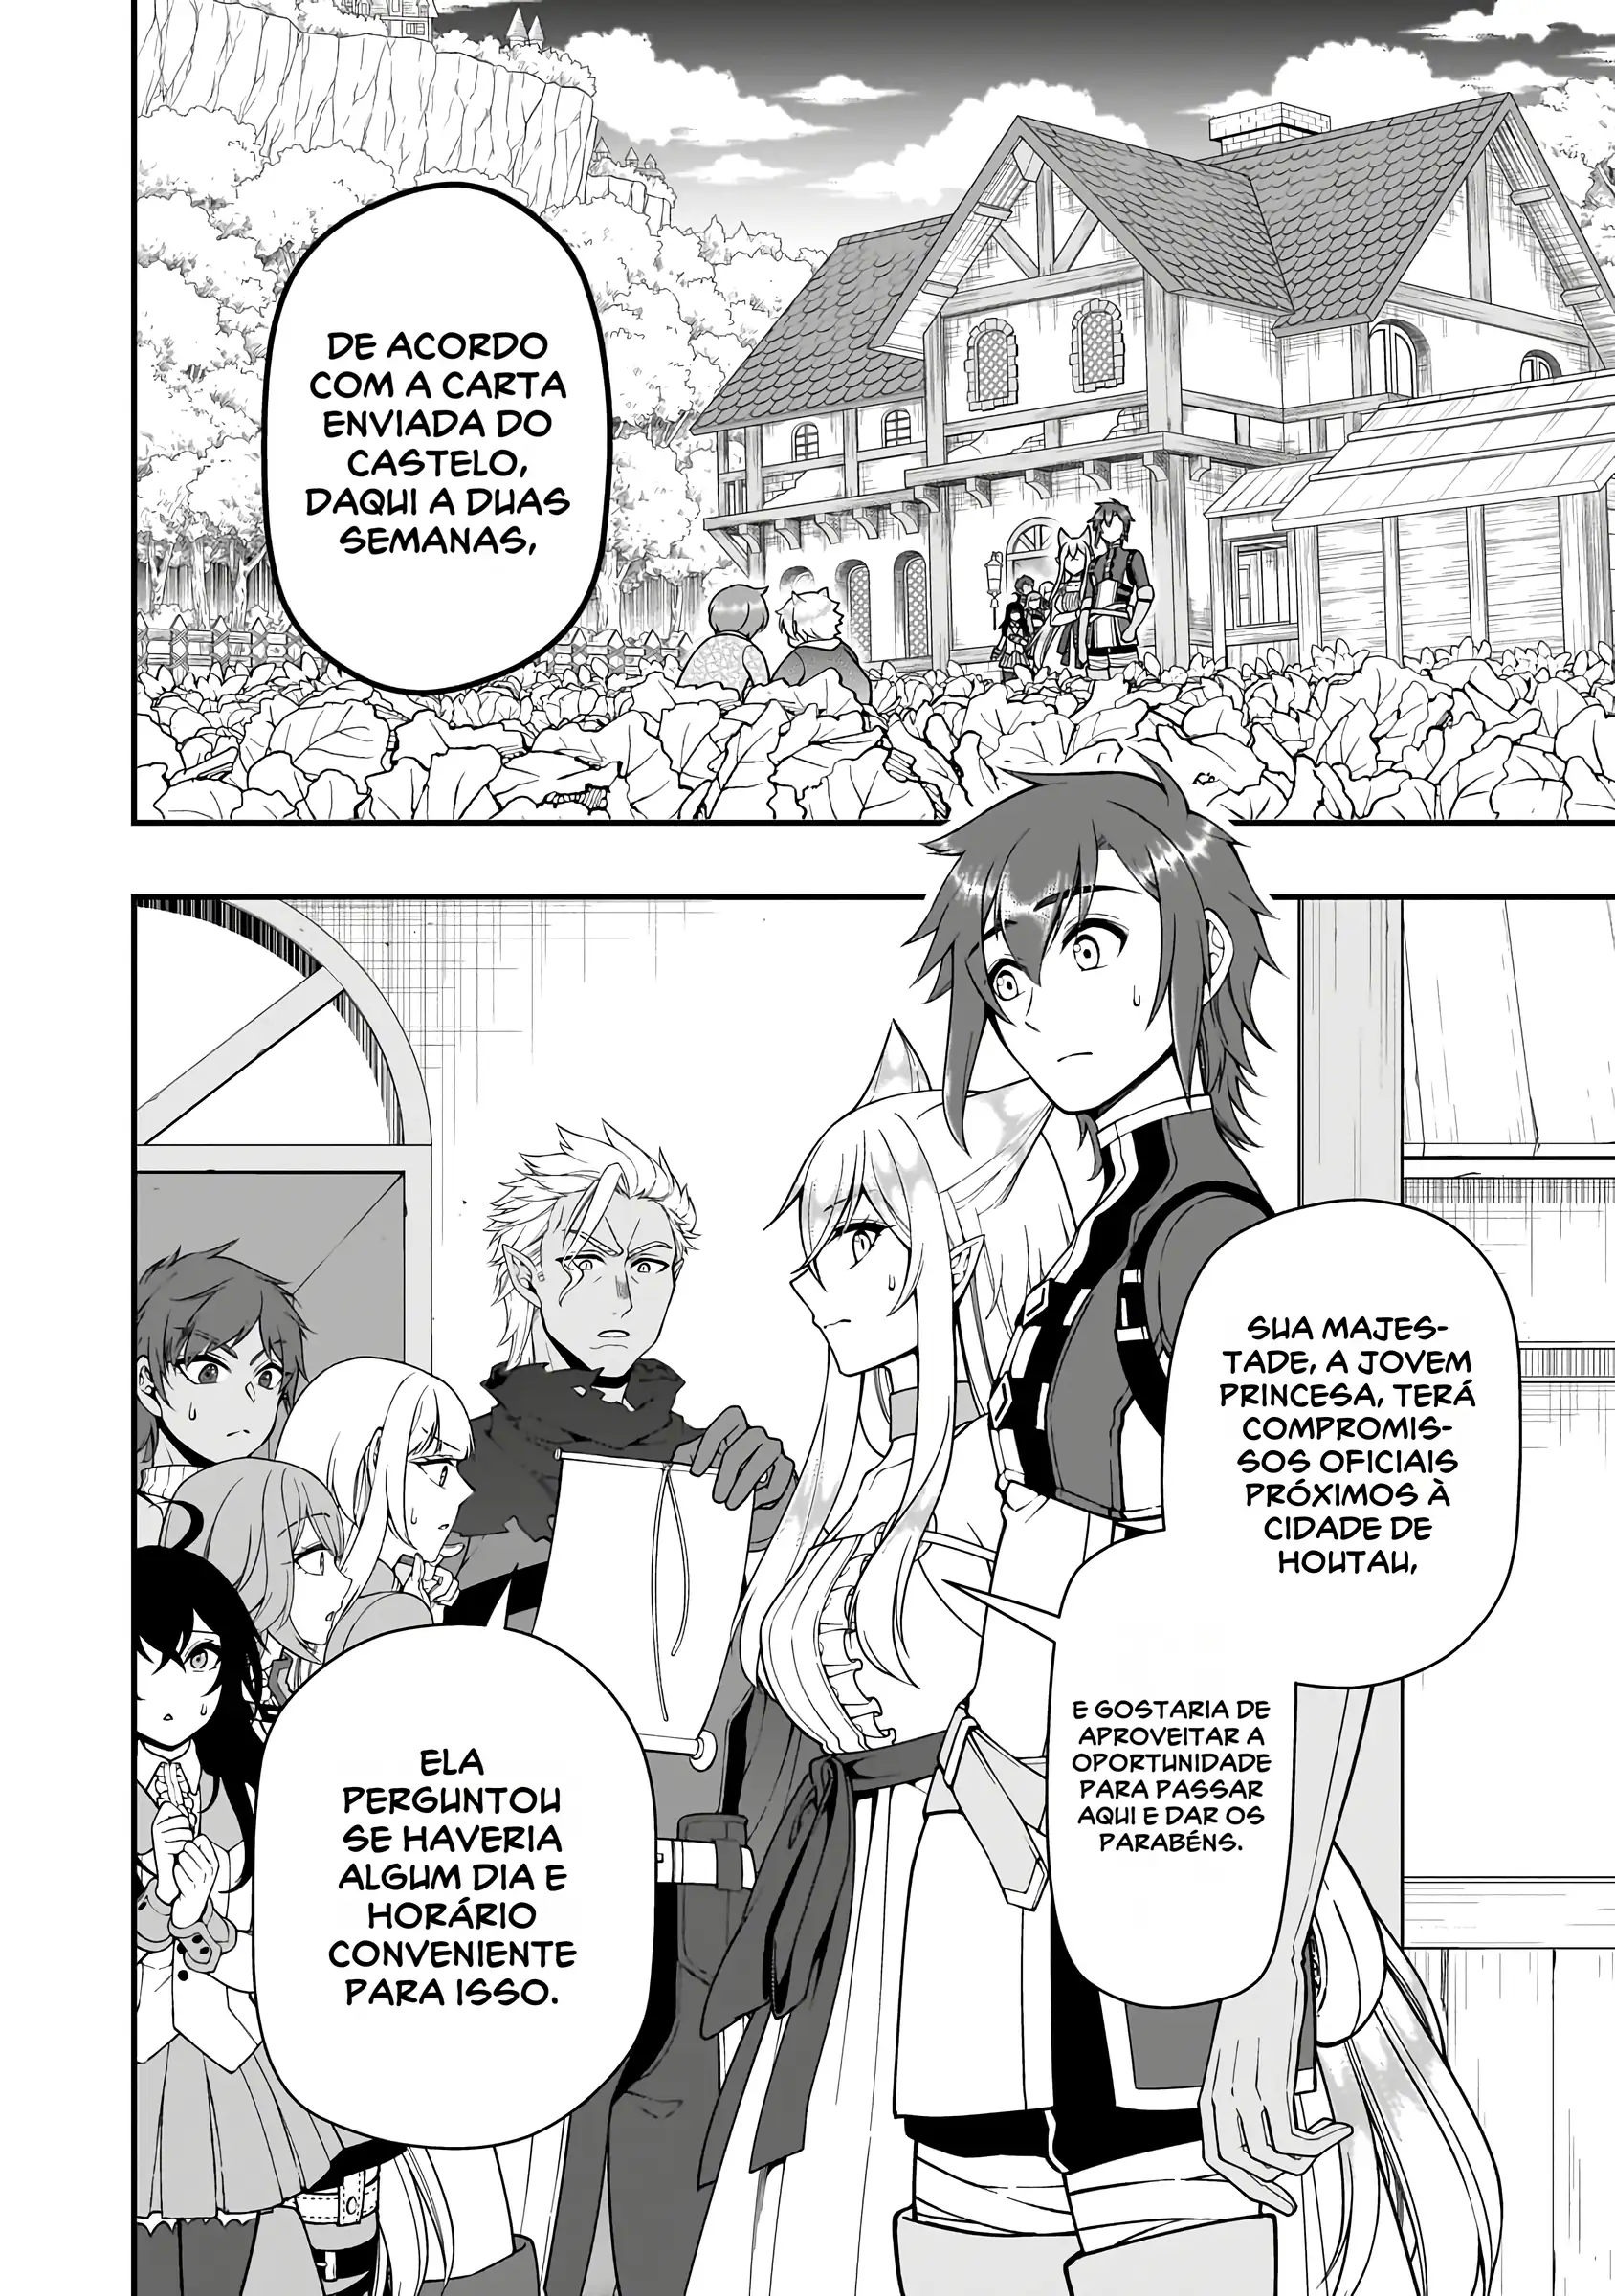 DE ACORDO
COM A CARTA
ENVIADA DO
CASTELO,
DAQUI A DUAS
SEMANAS,
SUA MAJES-
TADE, A JOVEM
PRINCESA, TERÁ
COMPROMIS-
SOS OFICIAIS
PRÓXIMOS À
CIDADE DE
HOUTAU,
E GOSTARIA DE
APROVEITAR A
OPORTUNIDADE
PARA PASSAR
AQUI E DAR OS
PARABÉNS.
ELA
PERGUNTOU
SE HAVERIA
ALGUM DIA E
HORÁRIO
CONVENIENTE
PARA ISSO.